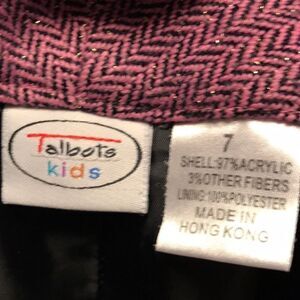 Talbots
kids
7
SHELL:97%ACRYLIC
3%OTHER FIBERS
LINING:100%POLYESTER
MADE IN
HONG KONG